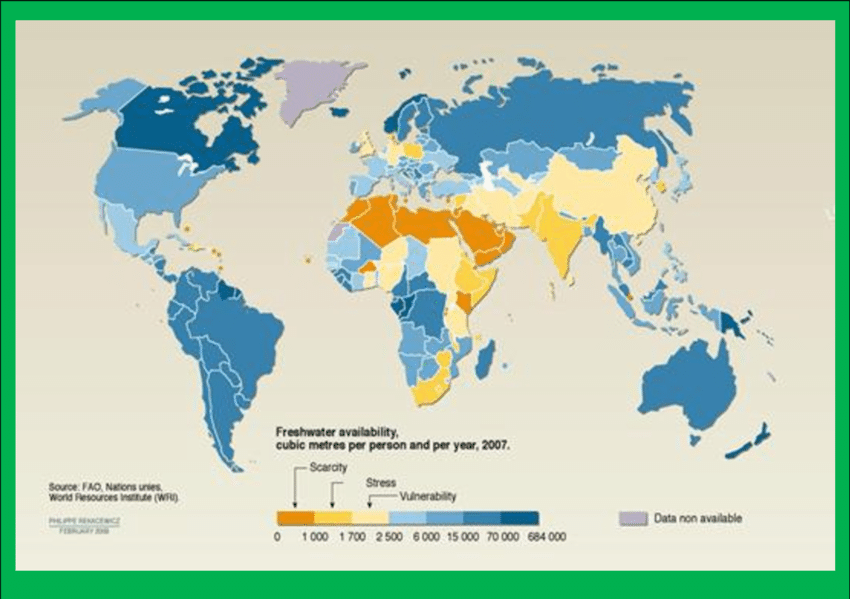 Freshwater availability,
cubic metres per person and per year, 2007.
Scarcity
Stress
Vulnerability
0 1 000 1 700 2 500 6 000 15 000 70 000 684 000
Data non available
Source: FAO, Nations unies,
World Resources Institute (WRI).
PHILIPPE REKACEWICZ
FEBRUARY